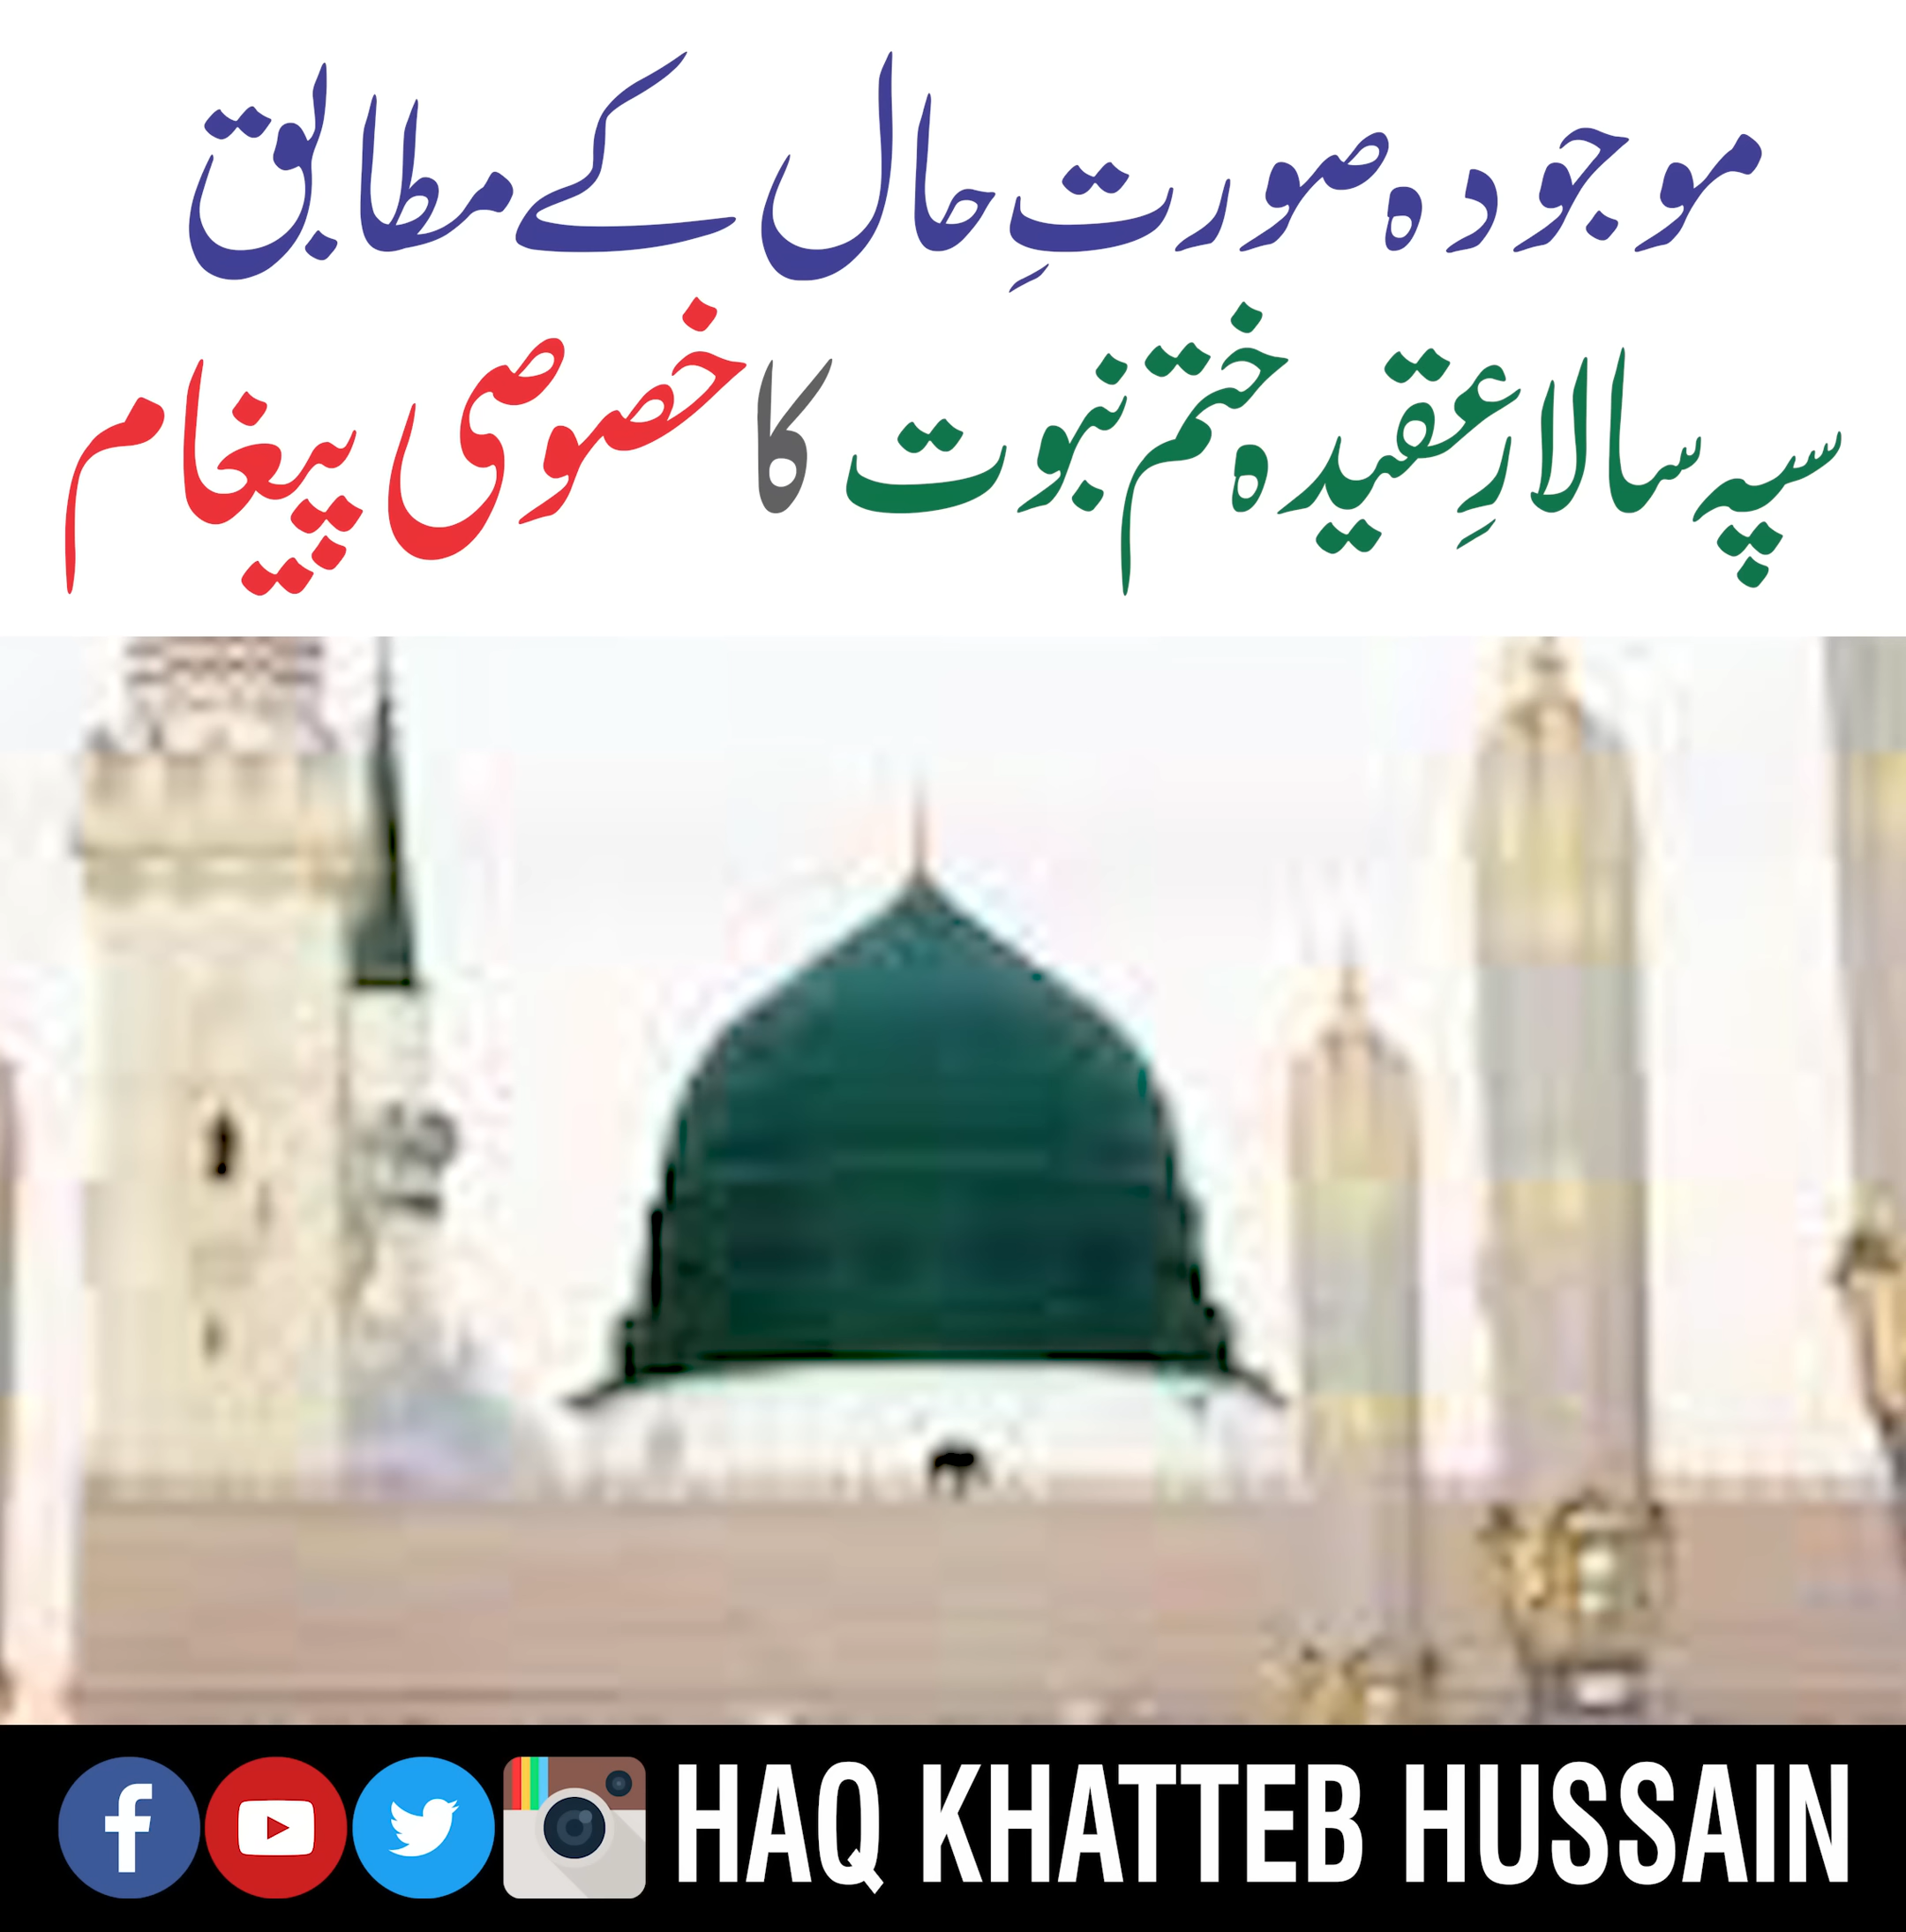 موجودہ صورتِ حال کے مطابق
سپہ سالارِ عقیدہ ختم نبوت کا خصوصی پیغام
HAQ KHATTEB HUSSAIN